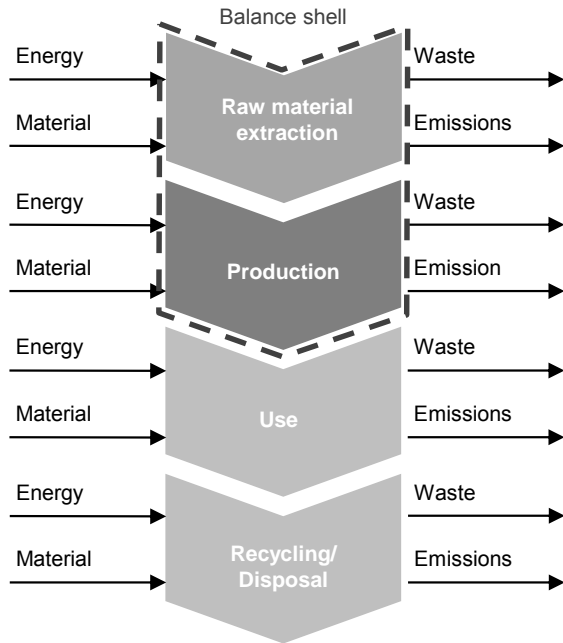 Balance shell
Energy
Waste
Raw material
extraction
Material
Emissions
Energy
Waste
Production
Material
Emission
Energy
Waste
Use
Material
Emissions
Energy
Waste
Recycling/
Disposal
Material
Emissions